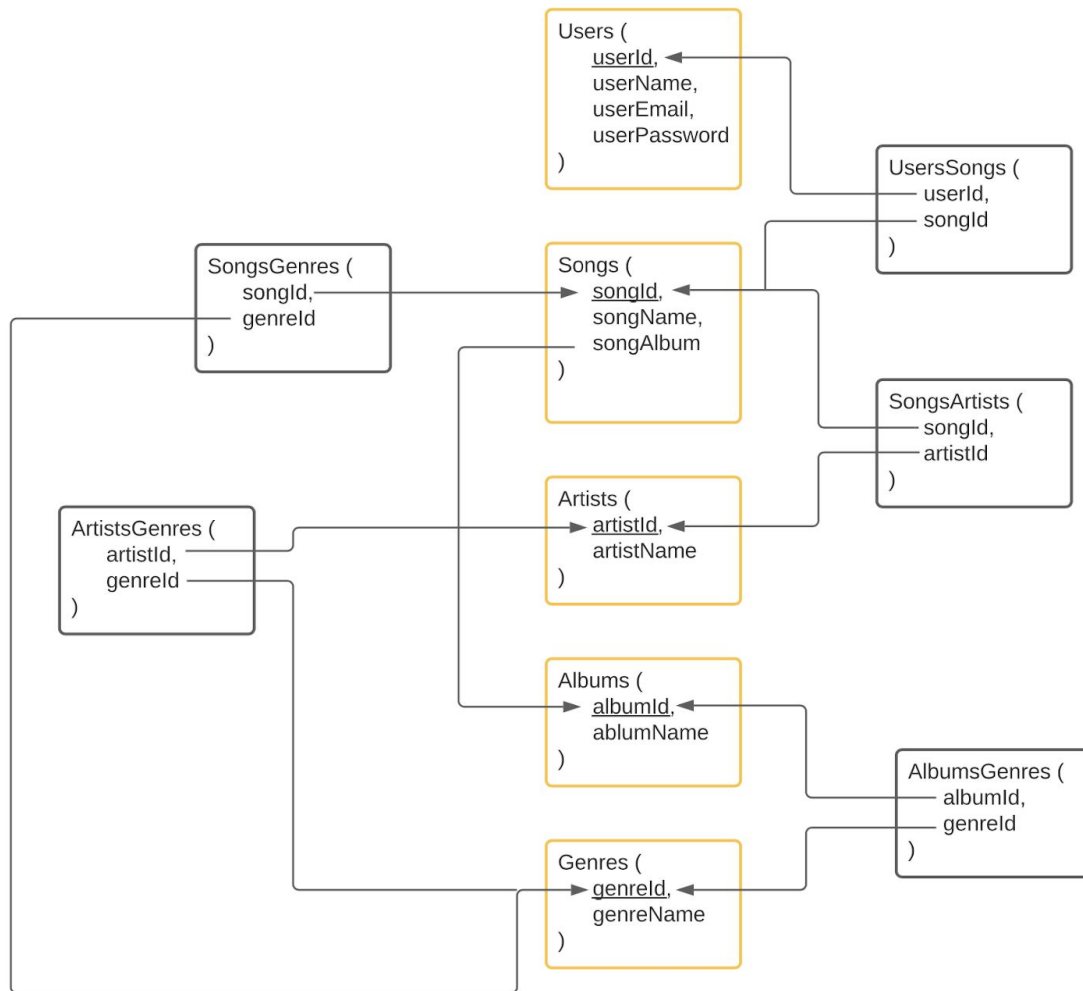 Users (
userId,
userName,
userEmail,
userPassword
)
UsersSongs (
userId,
songId
)
SongsGenres (
songId,
genreId
)
Songs (
songId,
songName,
songAlbum
)
SongsArtists (
songId,
artistId
)
ArtistsGenres (
artistId,
genreId
)
Artists (
artistId,
artistName
)
Albums (
albumId,
ablumName
)
AlbumsGenres (
albumId,
genreId
)
Genres (
genreId,
genreName
)